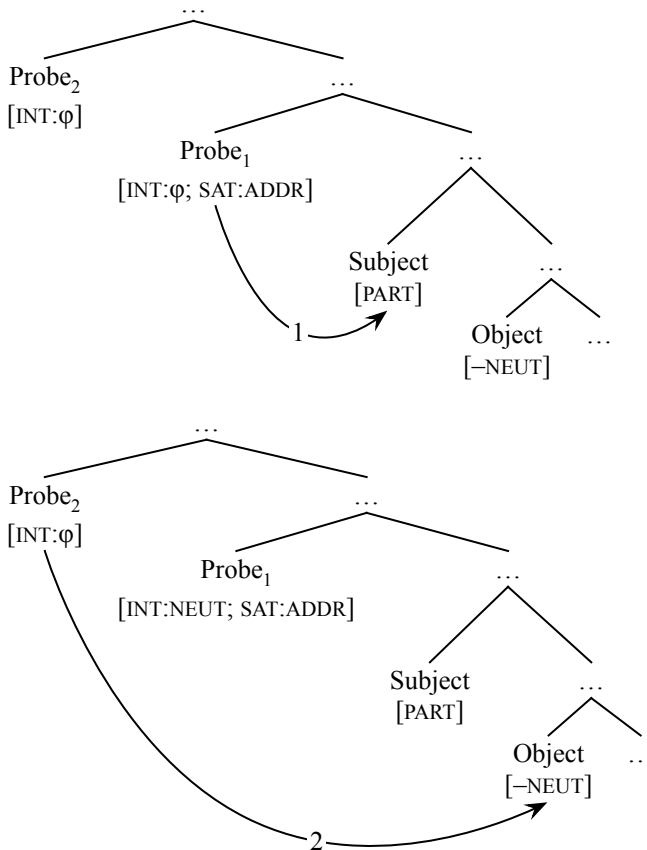 …
Probe₂
[INT:φ]
…
Probe₁
[INT:φ; SAT:ADDR]
…
Subject
[PART]
…
Object
[–NEUT]
…
1
…
Probe₂
[INT:φ]
…
Probe₁
[INT:NEUT; SAT:ADDR]
…
Subject
[PART]
…
Object
[–NEUT]
..
2